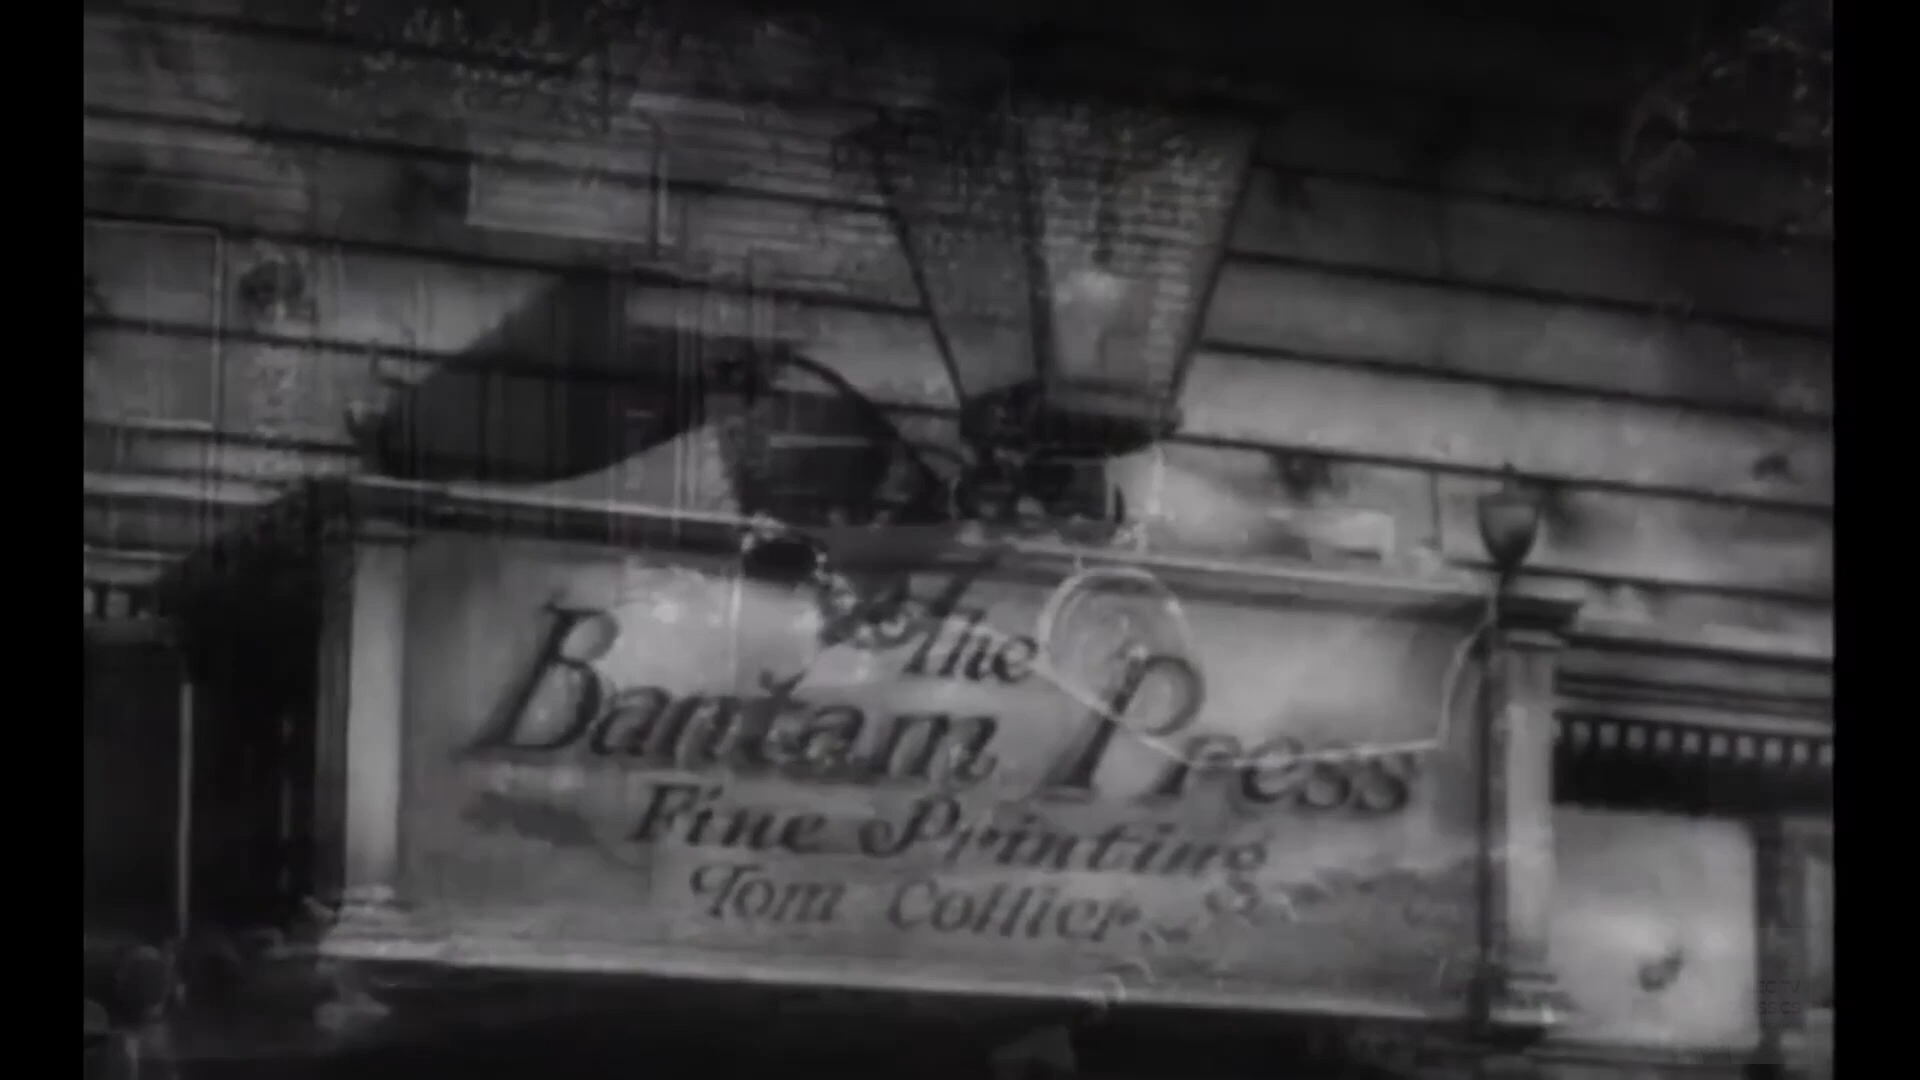 The
Bantam Press
Fine Printing
Tom Collier